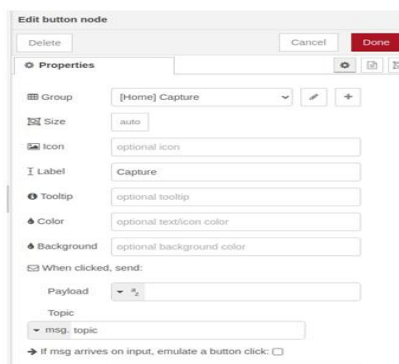 Edit button node
Delete Cancel Done
Properties
Group [Home] Capture
Size auto
Icon optional icon
Label Capture
Tooltip optional tooltip
Color optional text/icon color
Background optional background color
When clicked, send:
Payload a z
Topic
msg. topic
If msg arrives on input, emulate a button click: